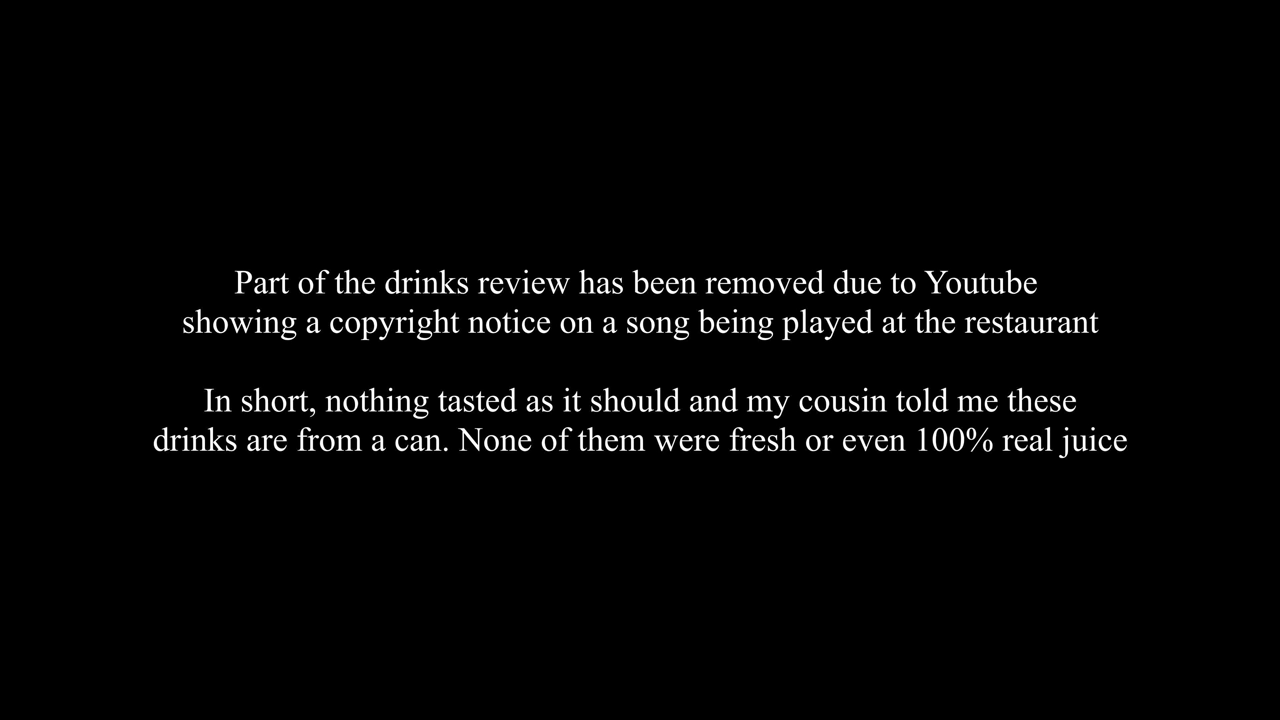 Part of the drinks review has been removed due to Youtube
showing a copyright notice on a song being played at the restaurant
In short, nothing tasted as it should and my cousin told me these
drinks are from a can. None of them were fresh or even 100% real juice